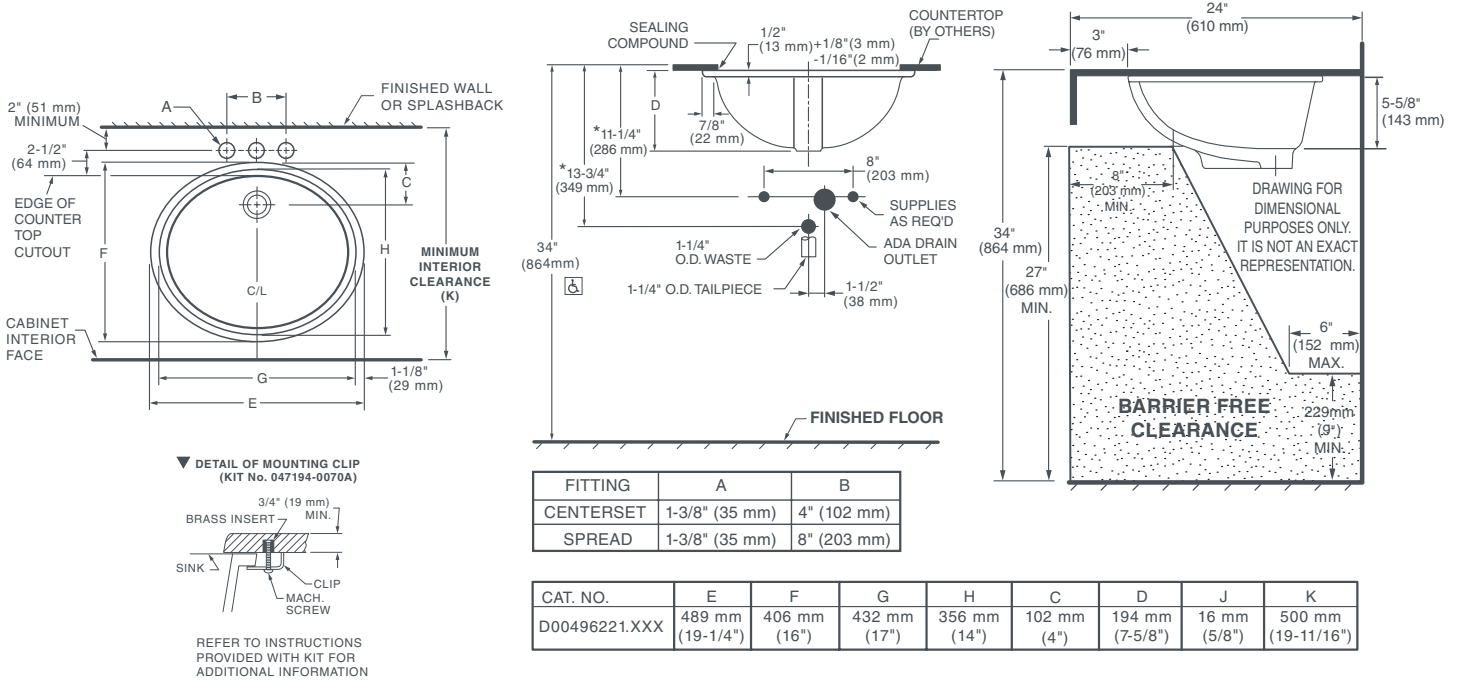 2" (51 mm)
MINIMUM
A
B
FINISHED WALL
OR SPLASHBACK
2-1/2"
(64 mm)
C
EDGE OF
COUNTER
TOP
CUTOUT
F
H
MINIMUM
INTERIOR
CLEARANCE
(K)
C/L
CABINET
INTERIOR
FACE
G
1-1/8"
(29 mm)
E
▼ DETAIL OF MOUNTING CLIP
(KIT No. 047194-0070A)
3/4" (19 mm)
MIN.
BRASS INSERT
SINK
CLIP
MACH.
SCREW
REFER TO INSTRUCTIONS
PROVIDED WITH KIT FOR
ADDITIONAL INFORMATION
SEALING
COMPOUND
1/2"
(13 mm)
+1/8"(3 mm)
-1/16"(2 mm)
COUNTERTOP
(BY OTHERS)
D
7/8"
(22 mm)
*11-1/4"
(286 mm)
*13-3/4"
(349 mm)
8"
(203 mm)
SUPPLIES
AS REQ'D
ADA DRAIN
OUTLET
34"
(864mm)
1-1/4"
O.D. WASTE
1-1/4" O.D. TAILPIECE
1-1/2"
(38 mm)
FINISHED FLOOR
24"
(610 mm)
3"
(76 mm)
5-5/8"
(143 mm)
8"
(203 mm)
MIN.
DRAWING FOR
DIMENSIONAL
PURPOSES ONLY.
IT IS NOT AN EXACT
REPRESENTATION.
34"
(864 mm)
27"
(686 mm)
MIN.
6"
(152 mm)
MAX.
BARRIER FREE
CLEARANCE
229mm
(9")
MIN.
FITTING A B
CENTERSET 1-3/8" (35 mm) 4" (102 mm)
SPREAD 1-3/8" (35 mm) 8" (203 mm)
CAT. NO. E F G H C D J K
D00496221.XXX 489 mm 406 mm 432 mm 356 mm 102 mm 194 mm 16 mm 500 mm
(19-1/4") (16") (17") (14") (4") (7-5/8") (5/8") (19-11/16")